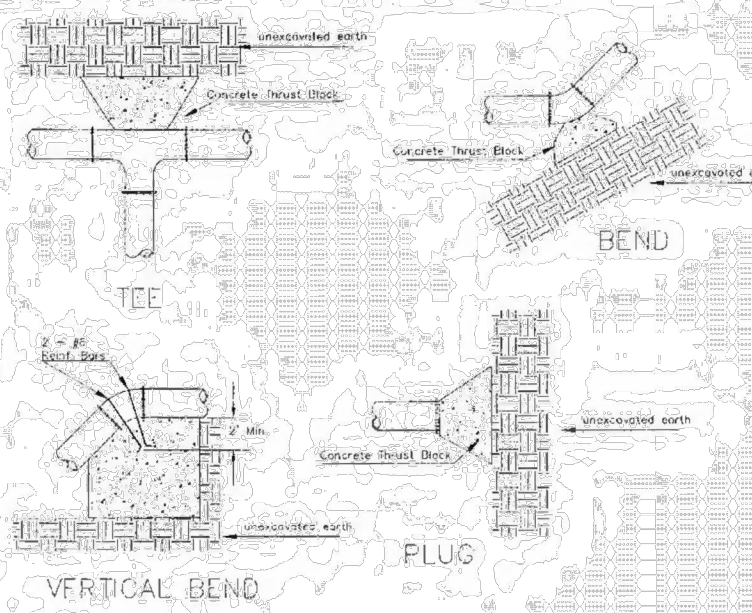 unexcavated earth
Concrete Thrust Block
TEE
Concrete Thrust Block
unexcavated e
BEND
2 - #6
Reinf. Bars
2' Min.
unexcavated earth
VERTICAL BEND
Concrete Thrust Block
unexcavated earth
PLUG